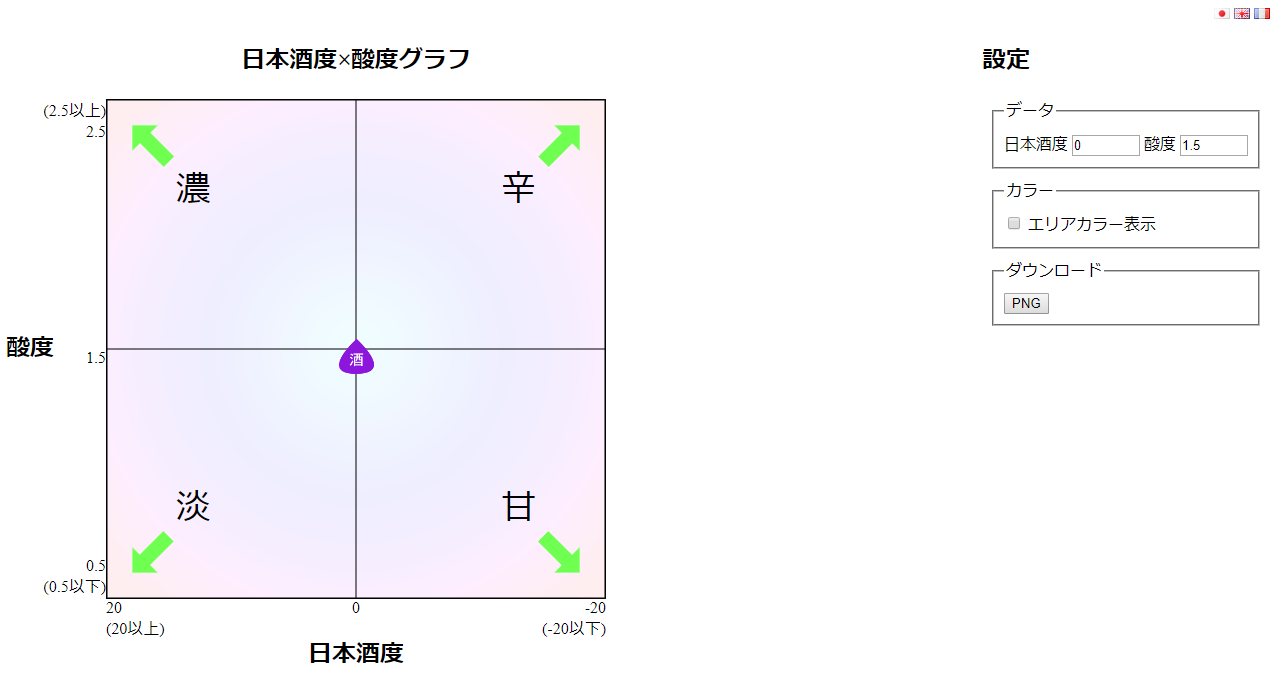 日本酒度×酸度グラフ
(2.5以上)
2.5
濃
辛
酸度
1.5
酒
淡
甘
0.5
(0.5以下)
20
0
-20
(20以上)
(-20以下)
日本酒度
設定
データ
日本酒度 0 酸度 1.5
カラー
エリアカラー表示
ダウンロード
PNG